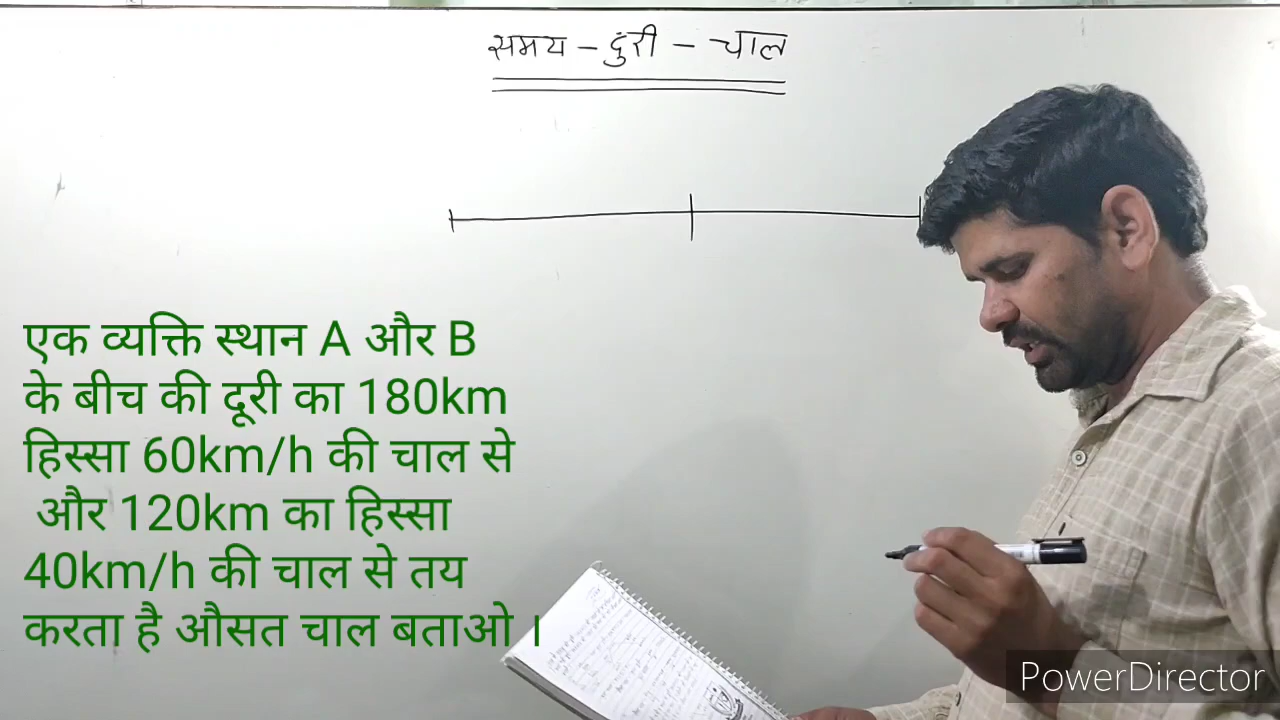 समय - दुरी - चाल
एक व्यक्ति स्थान A और B
के बीच की दूरी का 180km
हिस्सा 60km/h की चाल से
और 120km का हिस्सा
40km/h की चाल से तय
करता है औसत चाल बताओ ।
PowerDirector